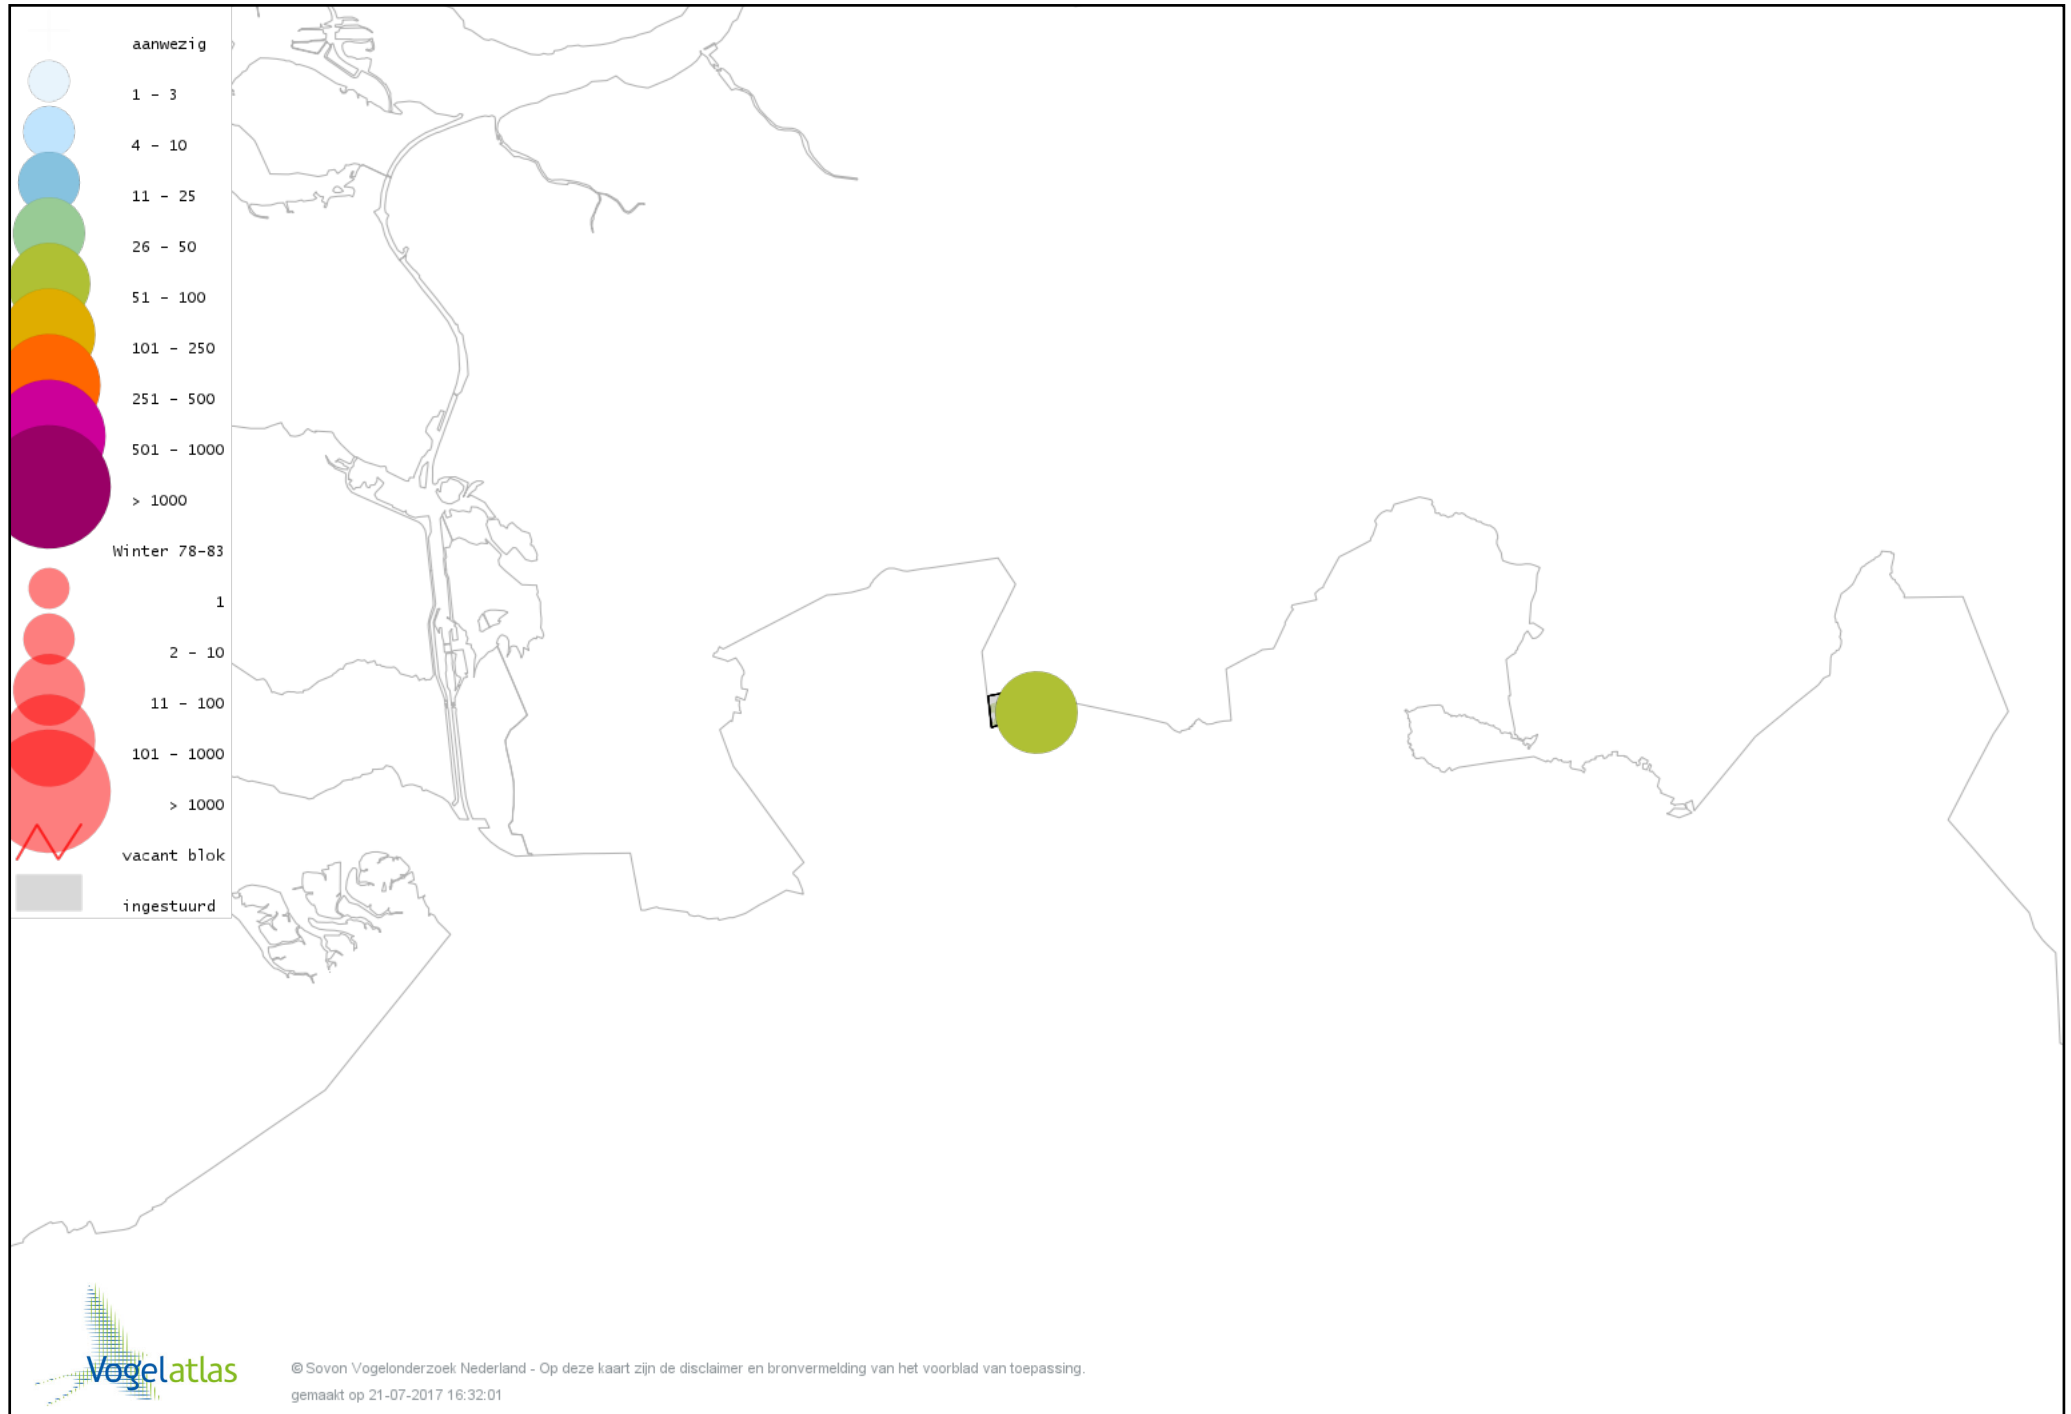 aanwezig
1 - 3
4 - 10
11 - 25
26 - 50
51 - 100
101 - 250
251 - 500
501 - 1000
> 1000
Winter 78-83
1
2 - 10
11 - 100
101 - 1000
> 1000
vacant blok
ingestuurd
Vogelatlas
© Sovon Vogelonderzoek Nederland - Op deze kaart zijn de disclaimer en bronvermelding van het voorblad van toepassing.
gemaakt op 21-07-2017 16:32:01